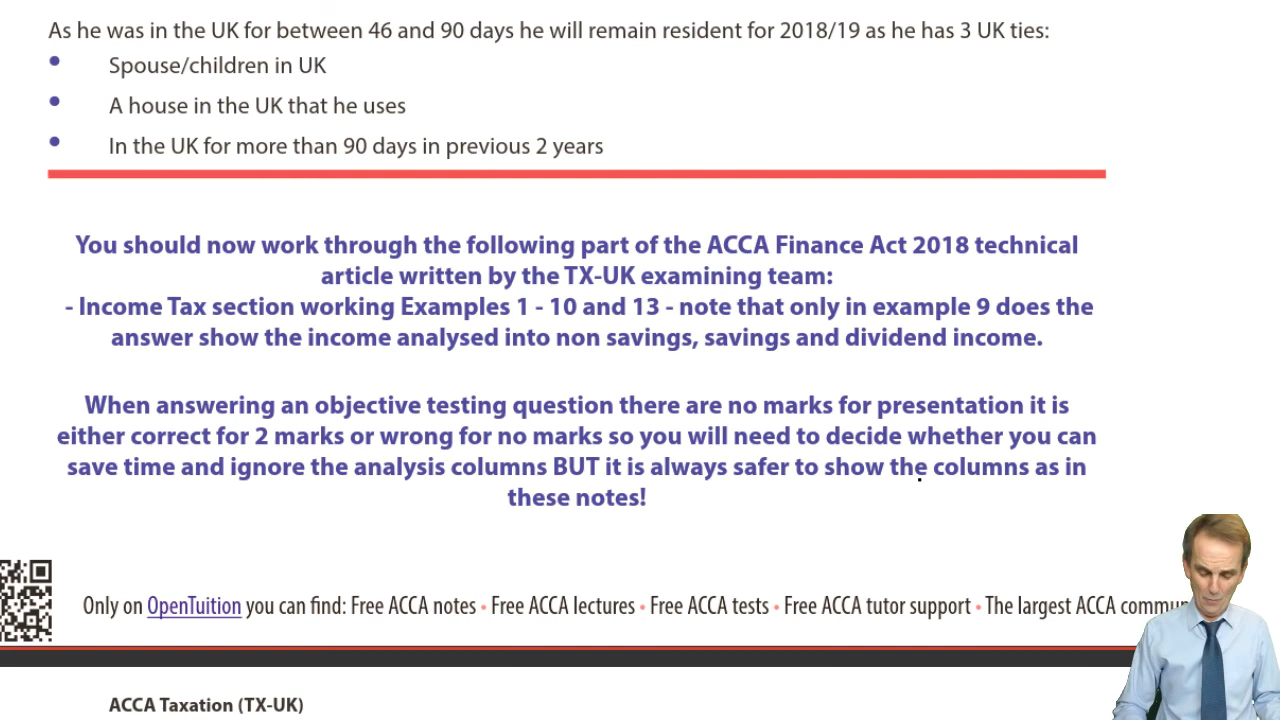 As he was in the UK for between 46 and 90 days he will remain resident for 2018/19 as he has 3 UK ties:
• Spouse/children in UK
• A house in the UK that he uses
• In the UK for more than 90 days in previous 2 years
You should now work through the following part of the ACCA Finance Act 2018 technical
article written by the TX-UK examining team:
- Income Tax section working Examples 1 - 10 and 13 - note that only in example 9 does the
answer show the income analysed into non savings, savings and dividend income.
When answering an objective testing question there are no marks for presentation it is
either correct for 2 marks or wrong for no marks so you will need to decide whether you can
save time and ignore the analysis columns BUT it is always safer to show the columns as in
these notes!
Only on OpenTuition you can find: Free ACCA notes • Free ACCA lectures • Free ACCA tests • Free ACCA tutor support • The largest ACCA
ACCA Taxation (TX-UK)